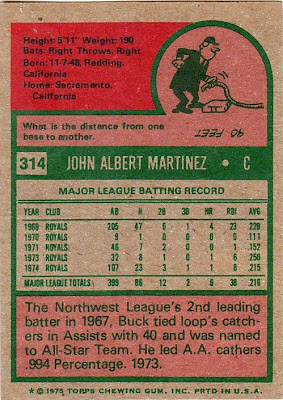 Height: 5'11" Weight: 190
Bats: Right Throws: Right
Born: 11-7-48, Redding,
California
Home: Sacramento,
California
What is the distance from one
base to another.
90 FEET
314 JOHN ALBERT MARTINEZ • C
MAJOR LEAGUE BATTING RECORD
YEAR CLUB AB H 2B 3B HR RBI AVG.
1969 ROYALS 205 47 6 1 4 23 .229
1970 ROYALS 9 1 0 0 0 0 .111
1971 ROYALS 46 7 2 0 0 1 .152
1973 ROYALS 32 8 1 0 1 6 .250
1974 ROYALS 107 23 3 1 1 8 .215
MAJOR LEAGUE TOTALS 399 86 12 2 6 38 .216
The Northwest League's 2nd leading
batter in 1967, Buck tied loop's catch-
ers in Assists with 40 and was named
to All-Star Team. He led A.A. cathers
.994 Percentage. 1973.
* © 1975 TOPPS CHEWING GUM, INC. PRTD IN U.S.A.